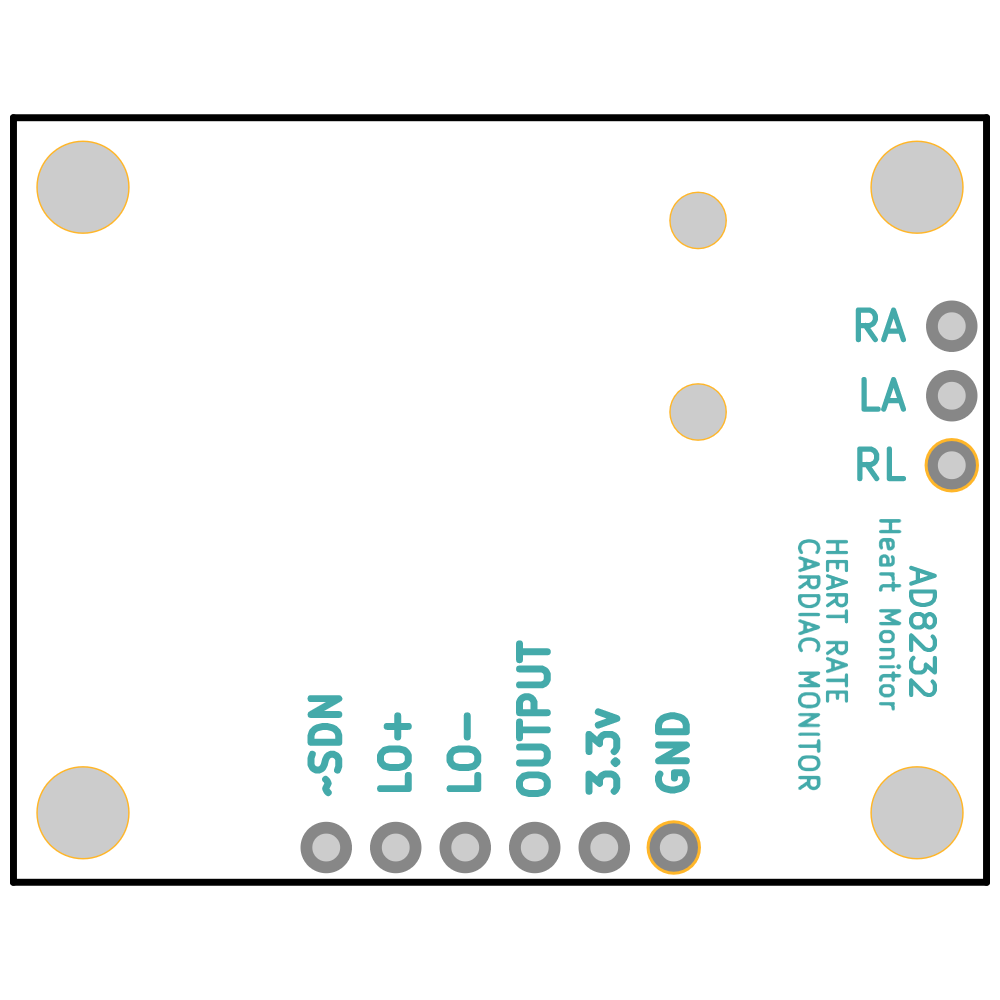 RA
LA
RL
AD8232
Heart Monitor
HEART RATE
CARDIAC MONITOR
~SDN
LO+
LO-
OUTPUT
3.3v
GND